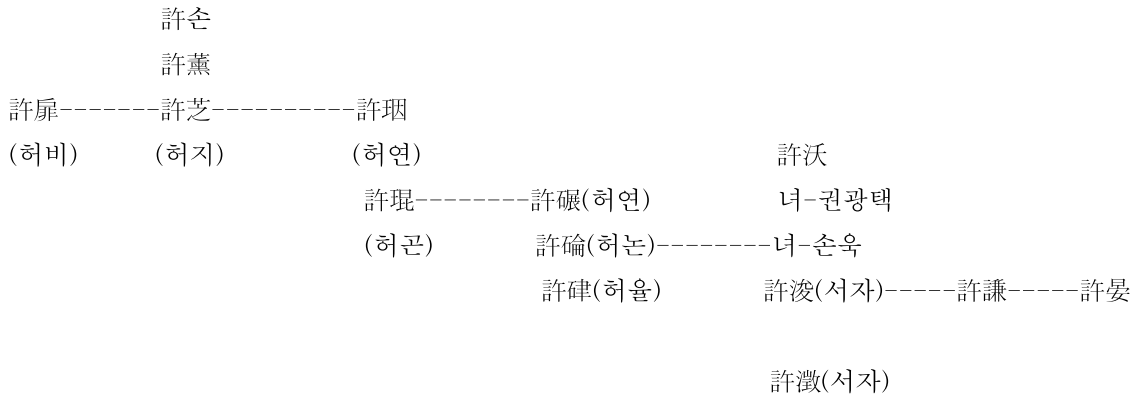 許손
許薰
許扉-------許芝----------許珚
(허비) (허지) (허연) 許沃
許琨--------許碾(허연) 녀-권광택
(허곤) 許碖(허논)--------녀-손욱
許硉(허율) 許浚(서자)-----許謙-----許晏
許澂(서자)